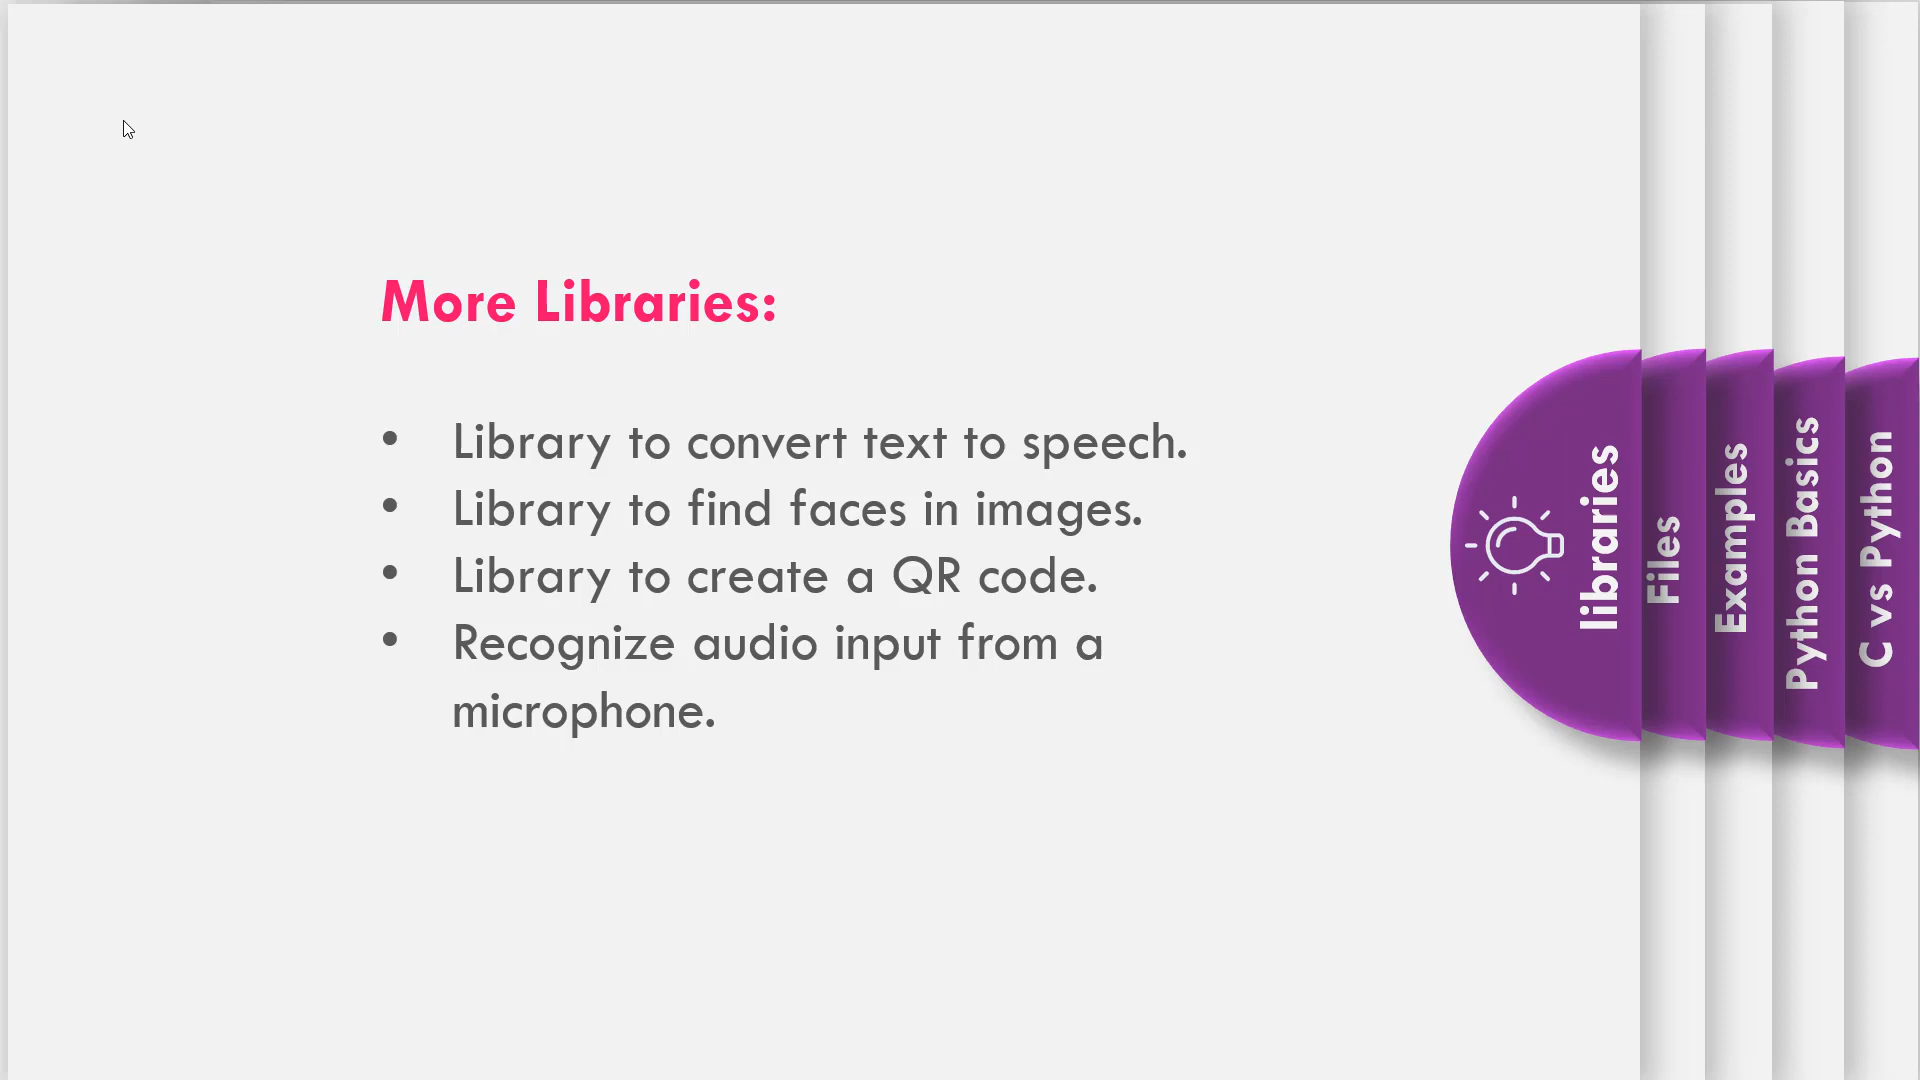 More Libraries:
• Library to convert text to speech.
• Library to find faces in images.
• Library to create a QR code.
• Recognize audio input from a
microphone.
libraries
Files
Examples
Python Basics
C vs Python